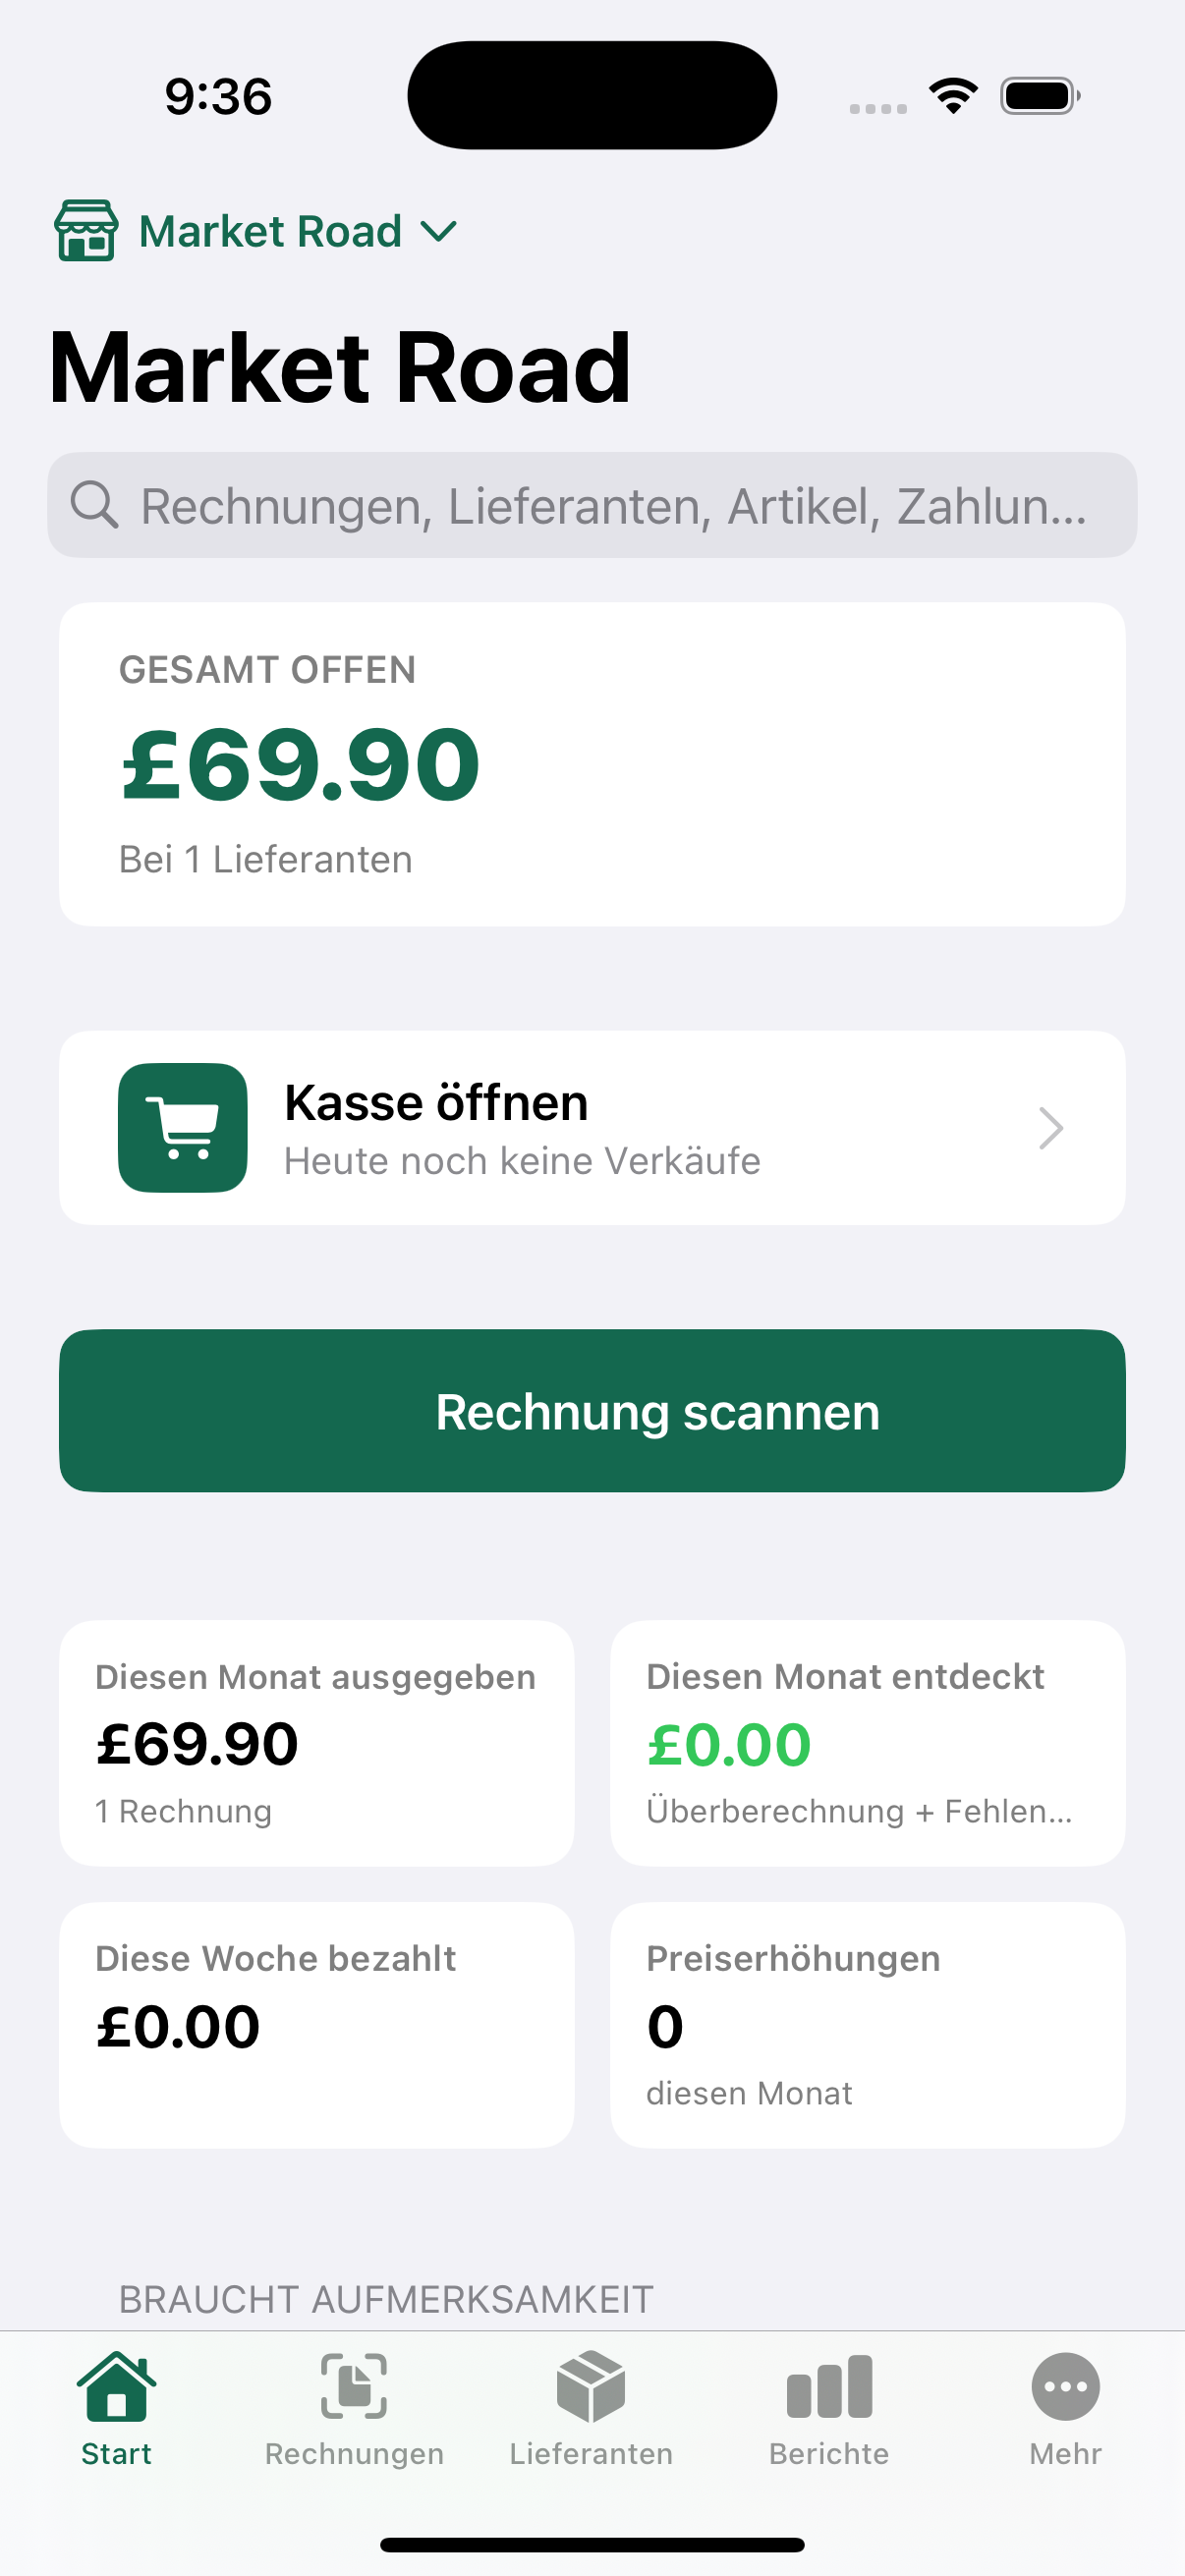 9:36
Market Road
Market Road
Rechnungen, Lieferanten, Artikel, Zahlun...
GESAMT OFFEN
£69.90
Bei 1 Lieferanten
Kasse öffnen
Heute noch keine Verkäufe
Rechnung scannen
Diesen Monat ausgegeben
£69.90
1 Rechnung
Diesen Monat entdeckt
£0.00
Überberechnung + Fehlen...
Diese Woche bezahlt
£0.00
Preiserhöhungen
0
diesen Monat
BRAUCHT AUFMERKSAMKEIT
Start
Rechnungen
Lieferanten
Berichte
Mehr